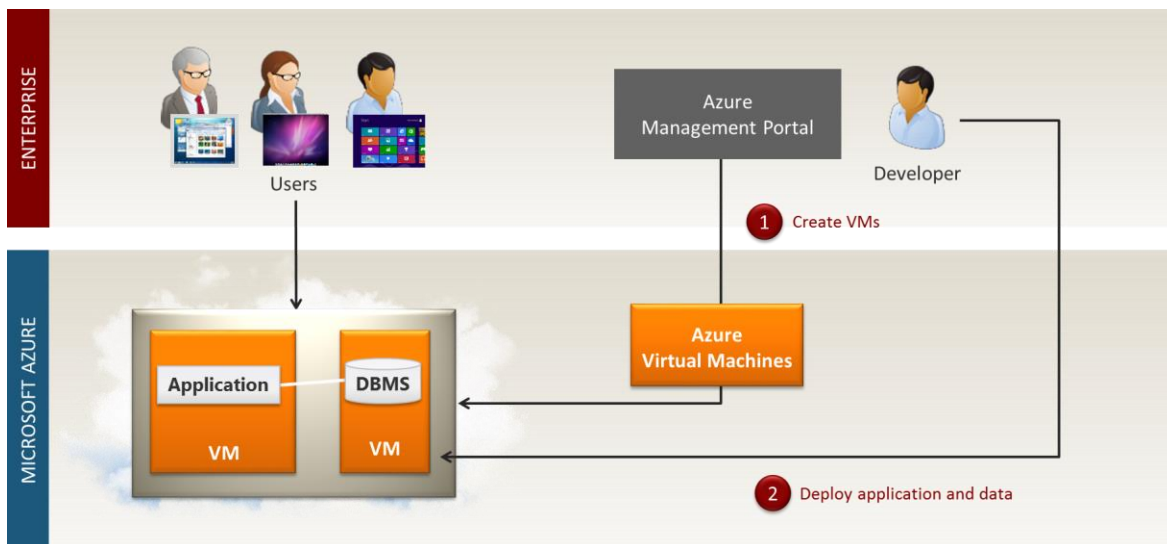 ENTERPRISE
Users
Azure
Management Portal
Developer
1 Create VMs
MICROSOFT AZURE
Application
DBMS
VM
VM
Azure
Virtual Machines
2 Deploy application and data